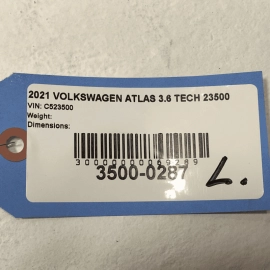 2021 VOLKSWAGEN ATLAS 3.6 TECH 23500
VIN: C523500
Weight:
Dimensions:
3000000069289
3500-0287
L.